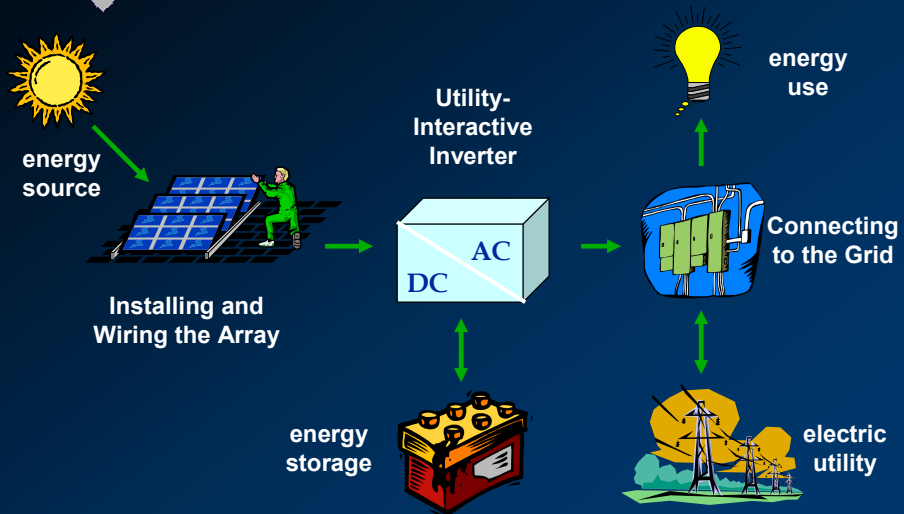 energy
source
Installing and
Wiring the Array
Utility-
Interactive
Inverter
DC
AC
energy
storage
energy
use
Connecting
to the Grid
electric
utility